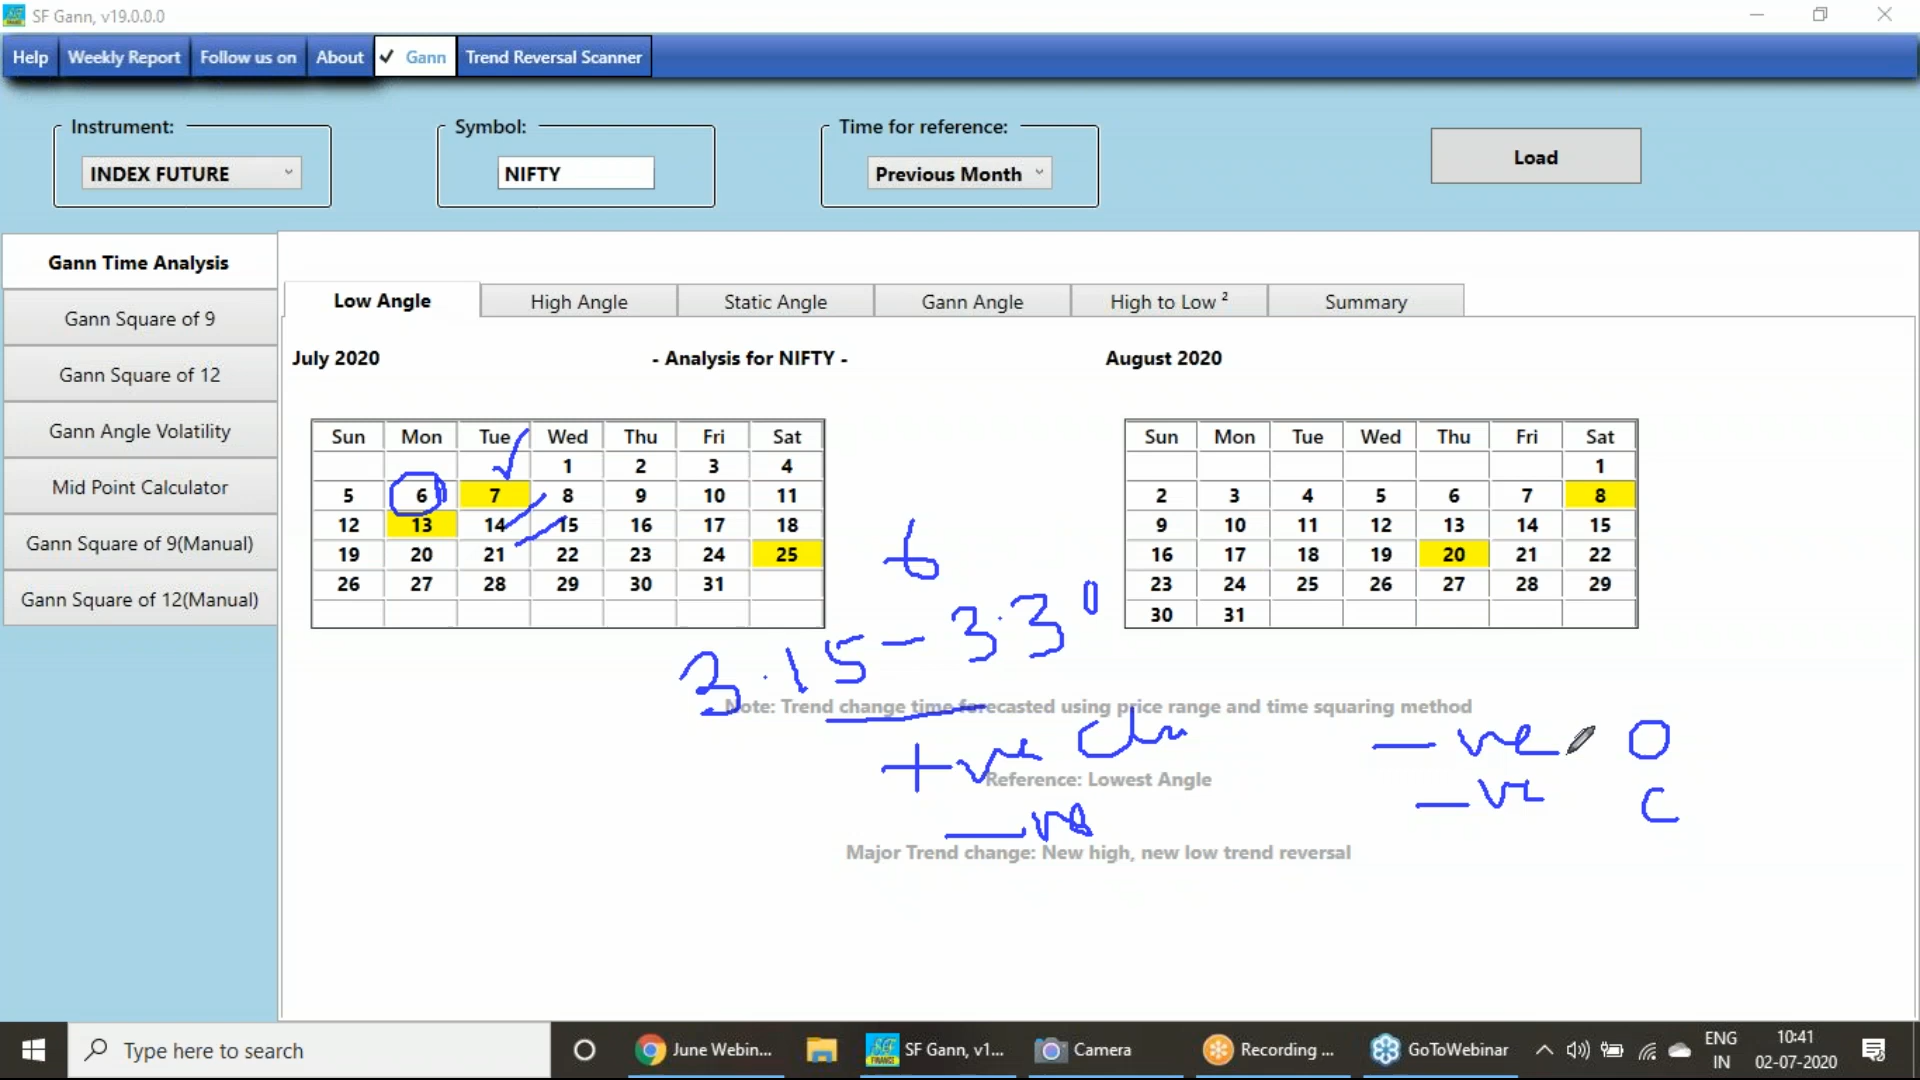 SF Gann, v19.0.0.0
Help Weekly Report Follow us on About ✓ Gann Trend Reversal Scanner
Instrument:
INDEX FUTURE
Symbol:
NIFTY
Time for reference:
Previous Month
Load
Gann Time Analysis
Gann Square of 9
Gann Square of 12
Gann Angle Volatility
Mid Point Calculator
Gann Square of 9(Manual)
Gann Square of 12(Manual)
Low Angle High Angle Static Angle Gann Angle High to Low ² Summary
July 2020
- Analysis for NIFTY -
August 2020
Sun Mon Tue Wed Thu Fri Sat
1 2 3 4
5 6 7 8 9 10 11
12 13 14 15 16 17 18
19 20 21 22 23 24 25
26 27 28 29 30 31
Sun Mon Tue Wed Thu Fri Sat
1
2 3 4 5 6 7 8
9 10 11 12 13 14 15
16 17 18 19 20 21 22
23 24 25 26 27 28 29
30 31
6
3.15 - 3.30
Note: Trend change time forecasted using price range and time squaring method
+ve
-ve O
Reference: Lowest Angle
-ve C
-ve
Major Trend change: New high, new low trend reversal
Type here to search
June Webin...
SF Gann, v1...
Camera
Recording ...
GoToWebinar
ENG
IN
10:41
02-07-2020